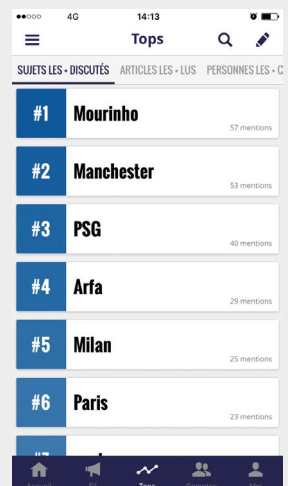 4G 14:13
Tops
SUJETS LES + DISCUTÉS ARTICLES LES + LUS PERSONNES LES + C
#1 Mourinho
57 mentions
#2 Manchester
53 mentions
#3 PSG
40 mentions
#4 Arfa
29 mentions
#5 Milan
25 mentions
#6 Paris
23 mentions
Tops